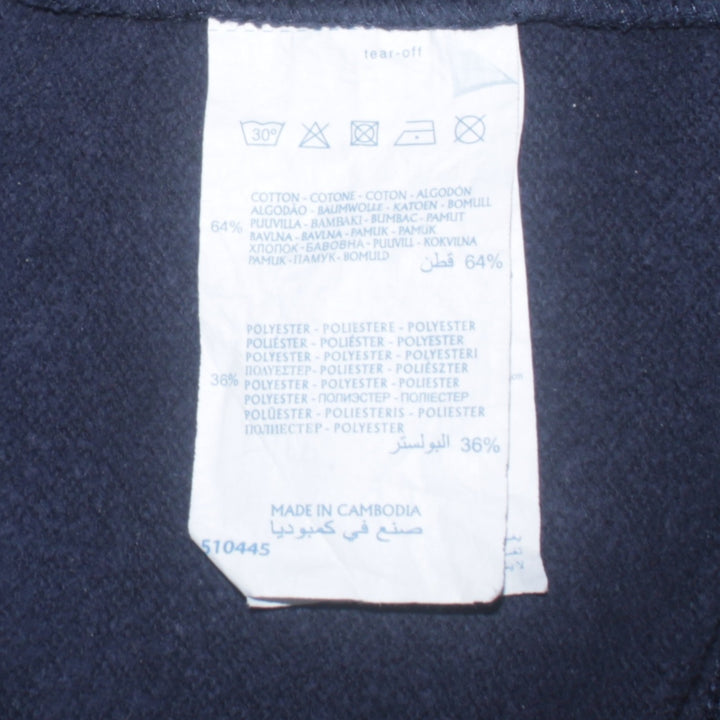 tear-off
30°
COTTON - COTONE - COTON - ALGODÓN
ALGODÃO - BAUMWOLLE - KATOEN - BOMULL
PUUVILLA - BAMBAKI - BUMBAC - PAMUT
64%
BAVLNA - BAVLNA - PAMUK - PAMUK
ХЛОПОК - БАВОВНА - PUUVILL - KOKVILNA
PAMUK - ПАМУК - BOMULD
قطن 64%
POLYESTER - POLIESTERE - POLYESTER
POLIÉSTER - POLIÉSTER - POLYESTER
POLYESTER - POLYESTER - POLYESTERI
ΠΟΛΥΕΣΤΕΡ - POLIESTER - POLIÉSZTER
36%
POLYESTER - POLYESTER - POLIESTER
POLYESTER - ПОЛИЭСТЕР - ПОЛІЕСТЕР
POLÜESTER - POLIESTERIS - POLIESTER
ПОЛИЕСТЕР - POLYESTER
البولستر 36%
MADE IN CAMBODIA
صنع في كمبوديا
510445